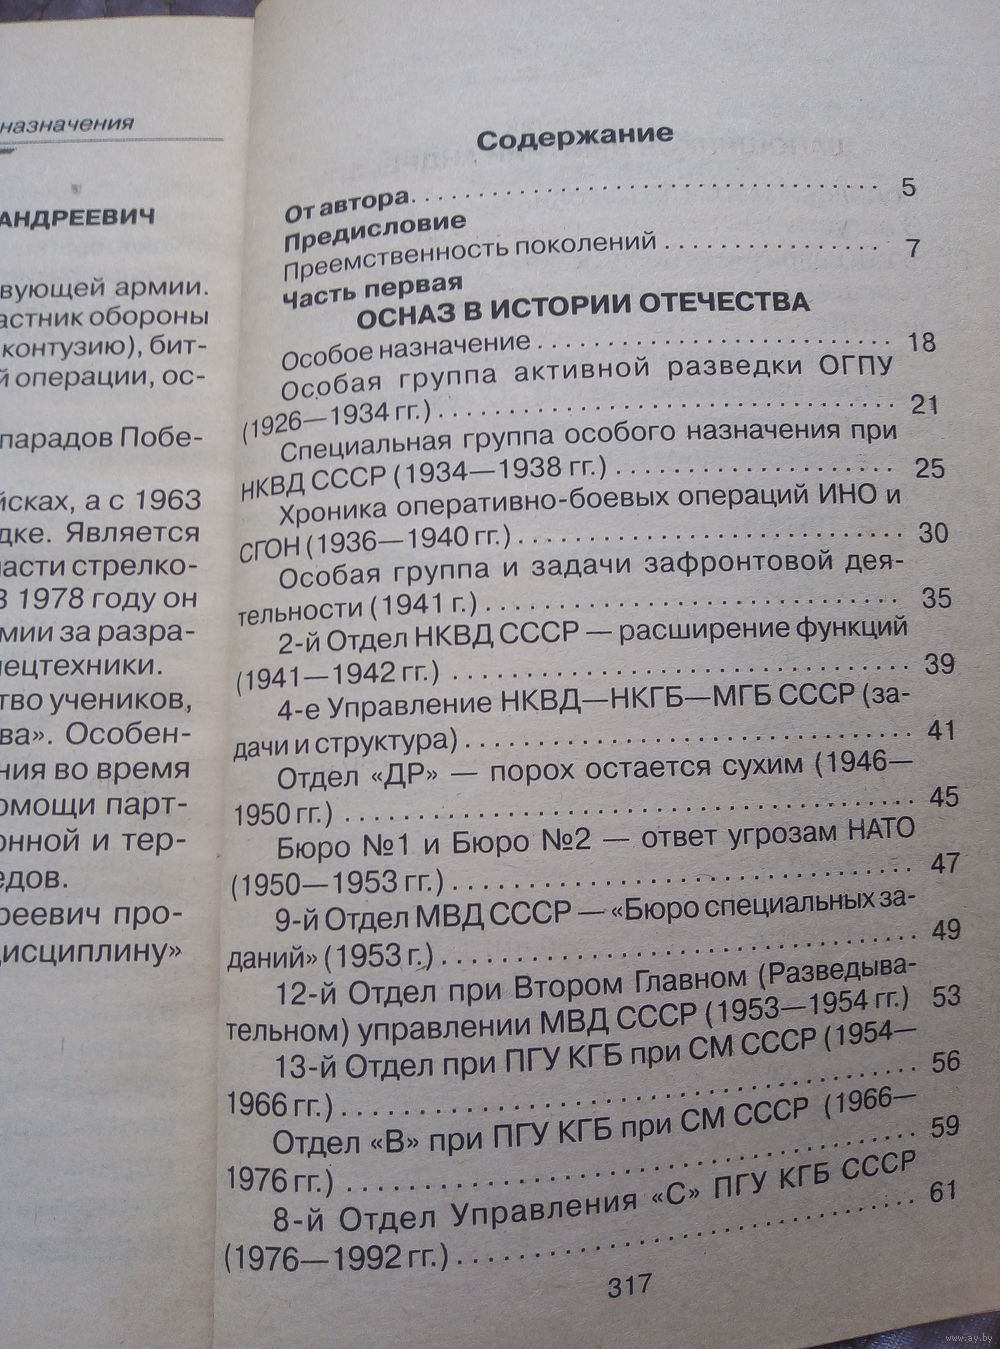 назначения
АНДРЕЕВИЧ
вующей армии.
астник обороны
контузию), бит-
й операции, ос-
парадов Побе-
йсках, а с 1963
дке. Является
ласти стрелко-
В 1978 году он
мии за разра-
пецтехники.
тво учеников,
ва». Особен-
ния во время
омощи парт-
онной и тер-
едов.
реевич про-
дисциплину»
Содержание
От автора. . . . . . . . . . . . . . . . . . . . . . . . . . . . . . 5
Предисловие
Преемственность поколений . . . . . . . . . . . . . . 7
Часть первая
ОСНАЗ В ИСТОРИИ ОТЕЧЕСТВА
Особое назначение . . . . . . . . . . . . . . . . . . . . . . . 18
Особая группа активной разведки ОГПУ
(1926—1934 гг.) . . . . . . . . . . . . . . . . . . . . . . . . . . . 21
Специальная группа особого назначения при
НКВД СССР (1934—1938 гг.) . . . . . . . . . . . . . . . . . 25
Хроника оперативно-боевых операций ИНО и
СГОН (1936—1940 гг.) . . . . . . . . . . . . . . . . . . . . . . . 30
Особая группа и задачи зафронтовой дея-
тельности (1941 г.) . . . . . . . . . . . . . . . . . . . . . . . . . 35
2-й Отдел НКВД СССР — расширение функций
(1941—1942 гг.) . . . . . . . . . . . . . . . . . . . . . . . . . . . 39
4-е Управление НКВД—НКГБ—МГБ СССР (за-
дачи и структура) . . . . . . . . . . . . . . . . . . . . . . . . . . 41
Отдел «ДР» — порох остается сухим (1946—
1950 гг.) . . . . . . . . . . . . . . . . . . . . . . . . . . . . . . . . . 45
Бюро №1 и Бюро №2 — ответ угрозам НАТО
(1950—1953 гг.) . . . . . . . . . . . . . . . . . . . . . . . . . . . 47
9-й Отдел МВД СССР — «Бюро специальных за-
даний» (1953 г.) . . . . . . . . . . . . . . . . . . . . . . . . . . . 49
12-й Отдел при Втором Главном (Разведыва-
тельном) управлении МВД СССР (1953—1954 гг.) 53
13-й Отдел при ПГУ КГБ при СМ СССР (1954—
1966 гг.) . . . . . . . . . . . . . . . . . . . . . . . . . . . . . . . . . 56
Отдел «В» при ПГУ КГБ при СМ СССР (1966—
1976 гг.) . . . . . . . . . . . . . . . . . . . . . . . . . . . . . . . . . 59
8-й Отдел Управления «С» ПГУ КГБ СССР
(1976—1992 гг.) . . . . . . . . . . . . . . . . . . . . . . . . . . . 61
317
www.ay.by